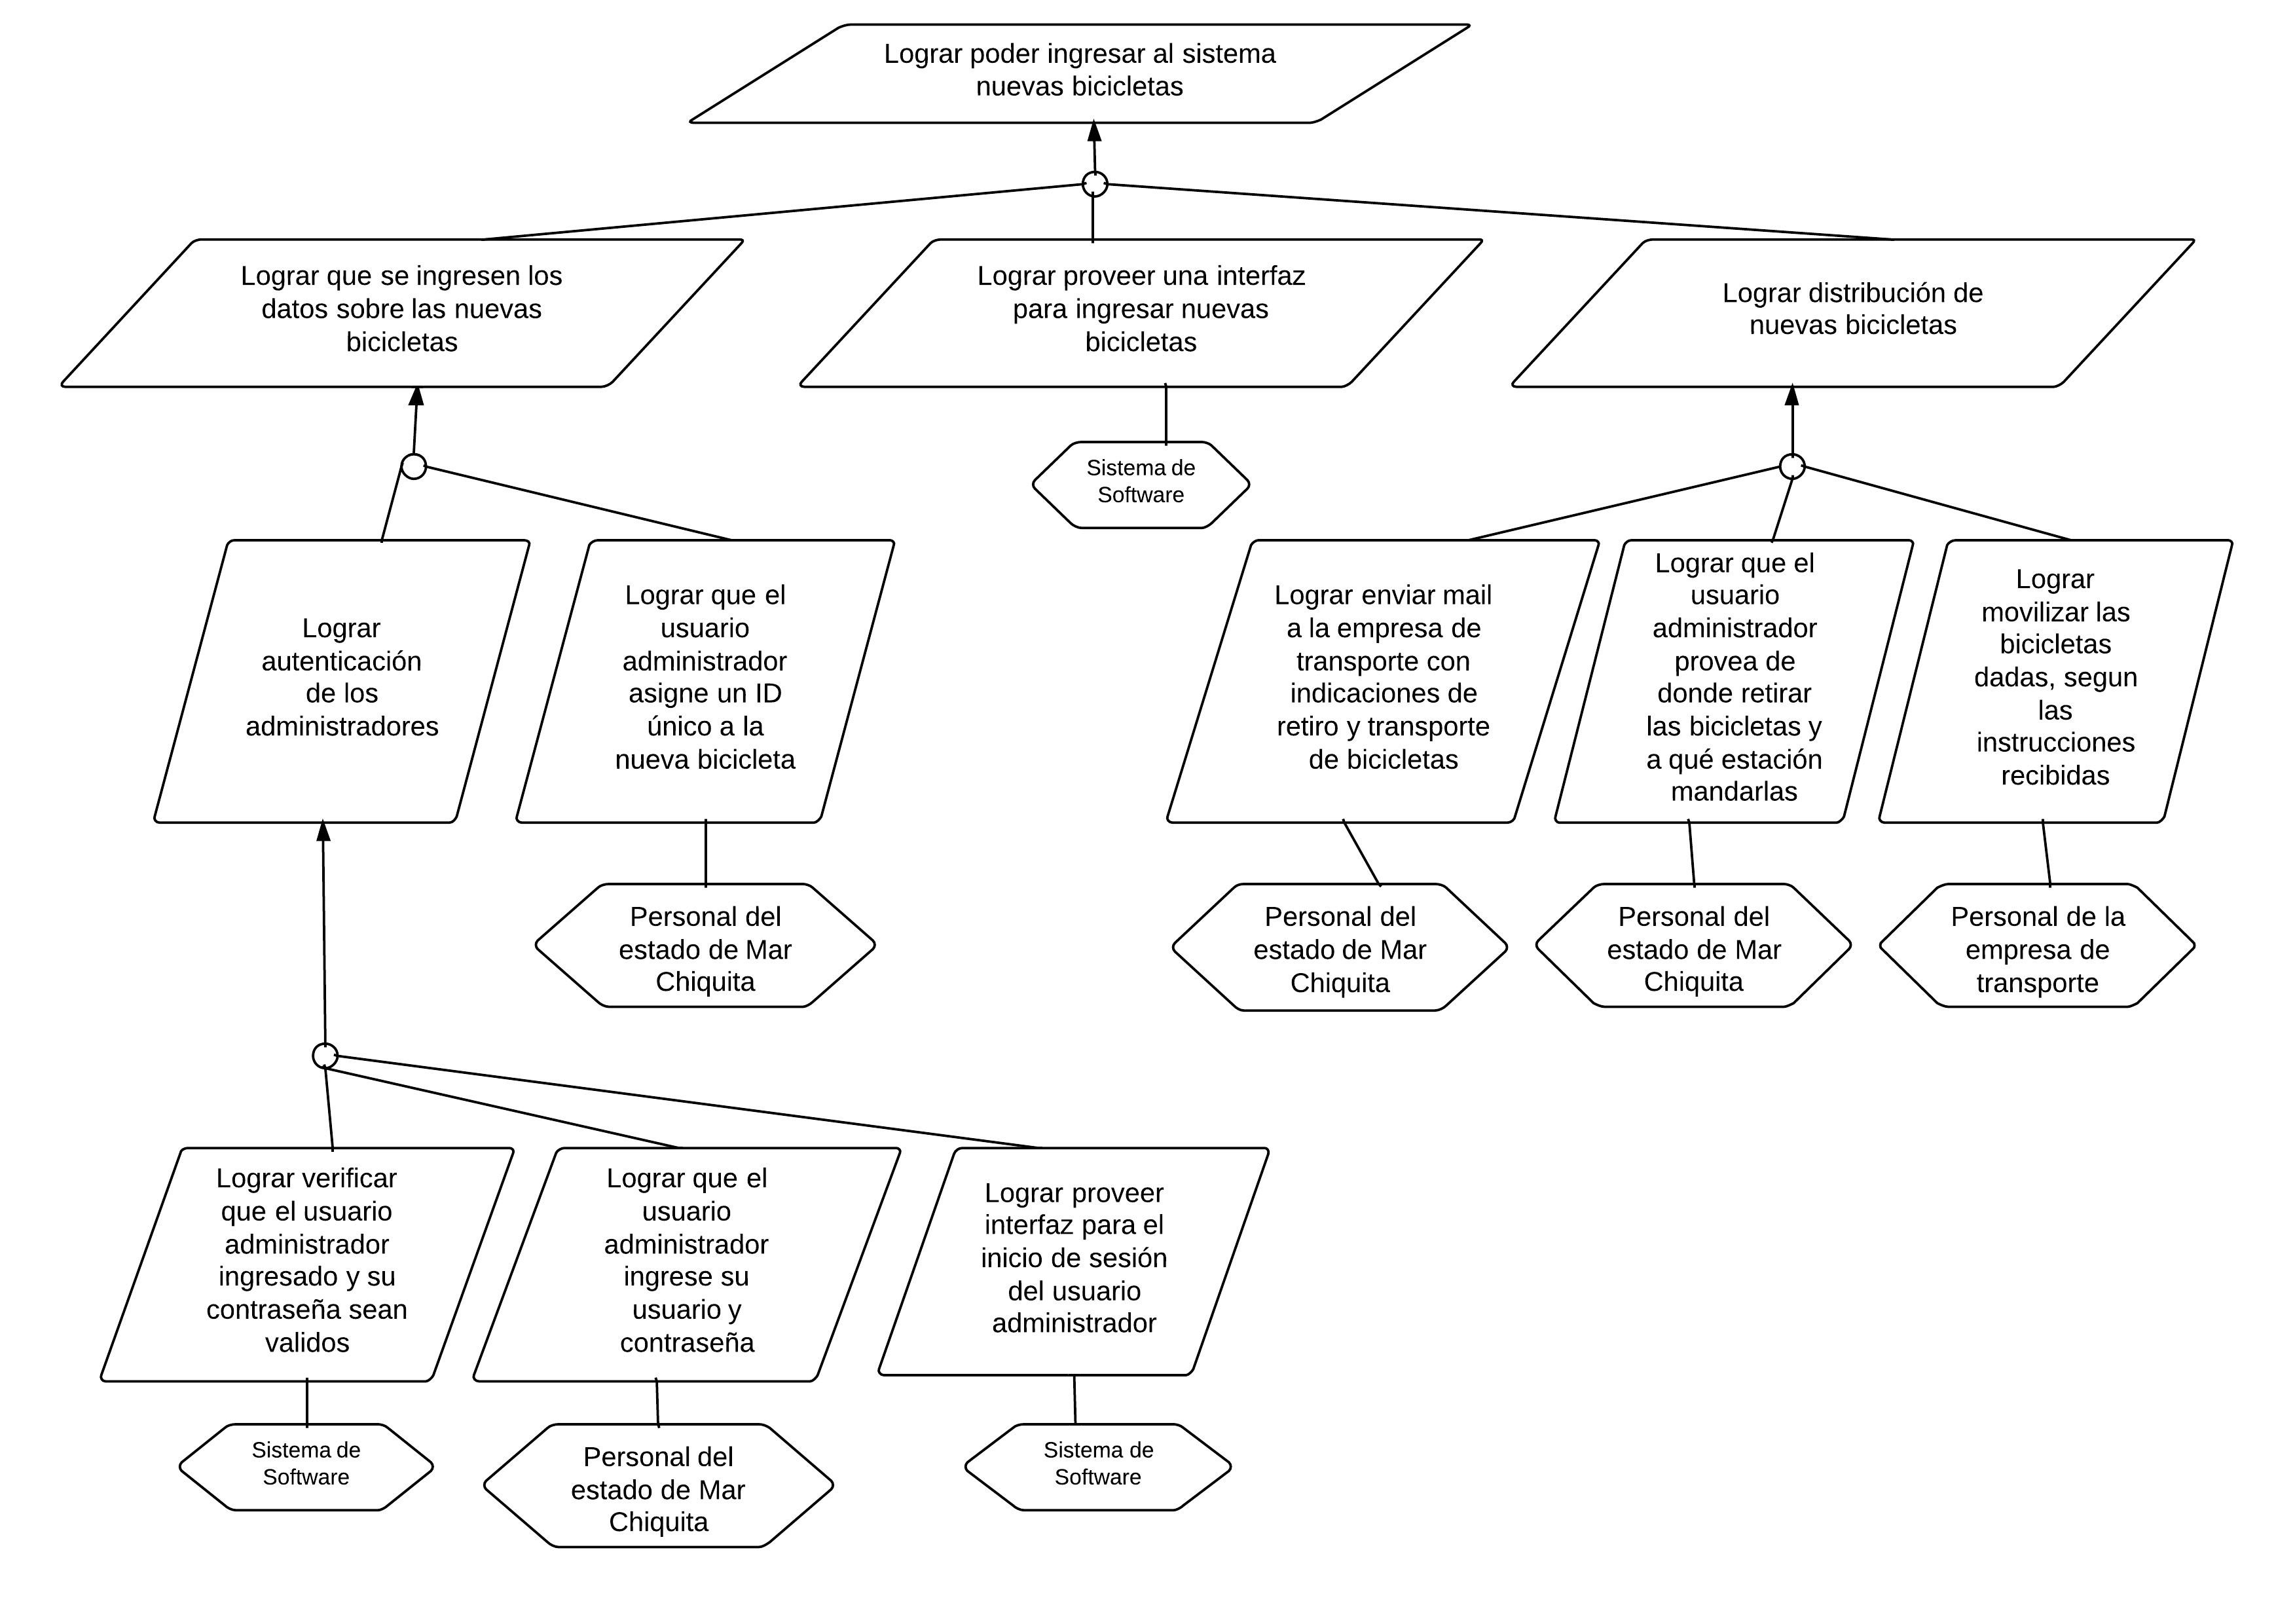 Lograr poder ingresar al sistema
nuevas bicicletas
Lograr que se ingresen los
datos sobre las nuevas
bicicletas
Lograr proveer una interfaz
para ingresar nuevas
bicicletas
Lograr distribución de
nuevas bicicletas
Sistema de
Software
Lograr
autenticación
de los
administradores
Lograr que el
usuario
administrador
asigne un ID
único a la
nueva bicicleta
Lograr enviar mail
a la empresa de
transporte con
indicaciones de
retiro y transporte
de bicicletas
Lograr que el
usuario
administrador
provea de
donde retirar
las bicicletas y
a qué estación
mandarlas
Lograr
movilizar las
bicicletas
dadas, segun
las
instrucciones
recibidas
Personal del
estado de Mar
Chiquita
Personal del
estado de Mar
Chiquita
Personal del
estado de Mar
Chiquita
Personal de la
empresa de
transporte
Lograr verificar
que el usuario
administrador
ingresado y su
contraseña sean
validos
Lograr que el
usuario
administrador
ingrese su
usuario y
contraseña
Lograr proveer
interfaz para el
inicio de sesión
del usuario
administrador
Sistema de
Software
Personal del
estado de Mar
Chiquita
Sistema de
Software